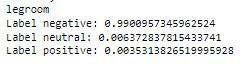 legroom
Label negative: 0.9900957345962524
Label neutral: 0.006372837815433741
Label positive: 0.0035313826519995928